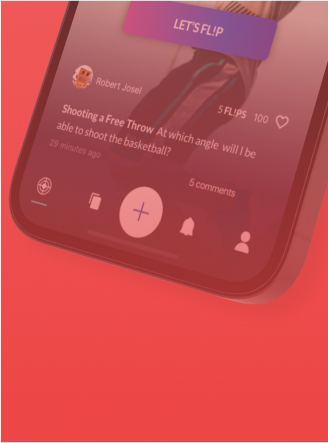 LET'S FL!P
Robert Josel
5 FL!PS 100
Shooting a Free Throw At which angle will I be
able to shoot the basketball?
29 minutes ago
5 comments